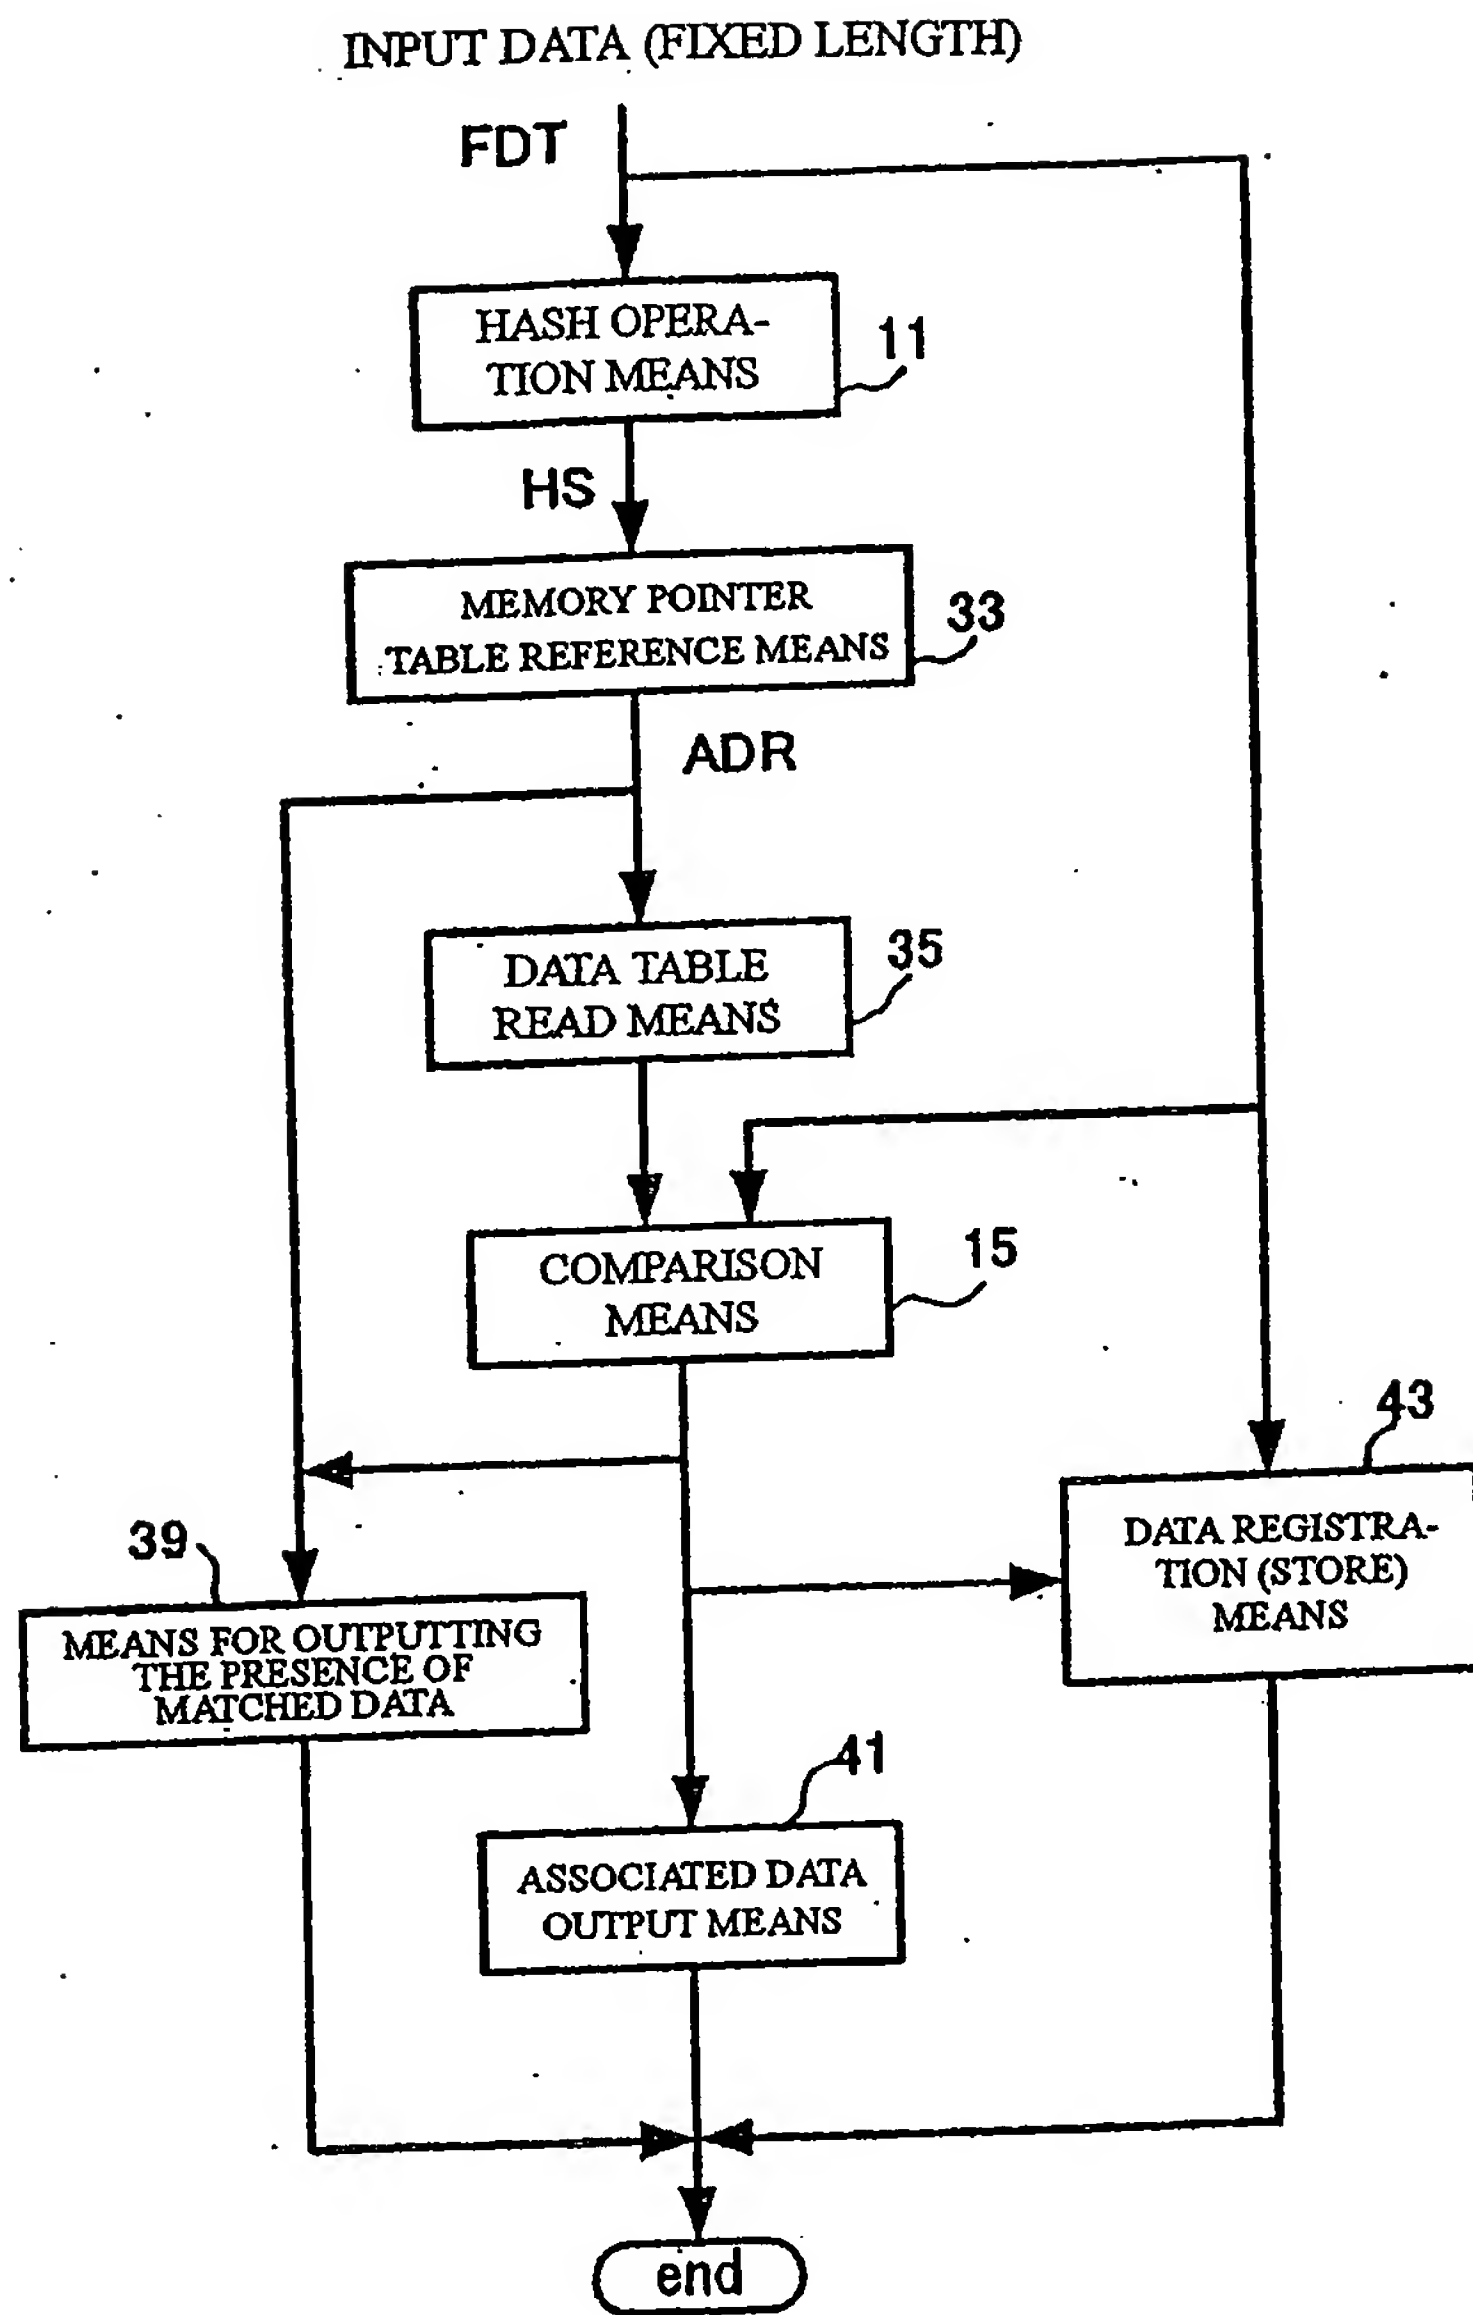 INPUT DATA (FIXED LENGTH)
FDT
HASH OPERA-
TION MEANS
11
HS
MEMORY POINTER
TABLE REFERENCE MEANS
33
ADR
DATA TABLE
READ MEANS
35
COMPARISON
MEANS
15
43
DATA REGISTRA-
TION (STORE)
MEANS
39
MEANS FOR OUTPUTTING
THE PRESENCE OF
MATCHED DATA
41
ASSOCIATED DATA
OUTPUT MEANS
end